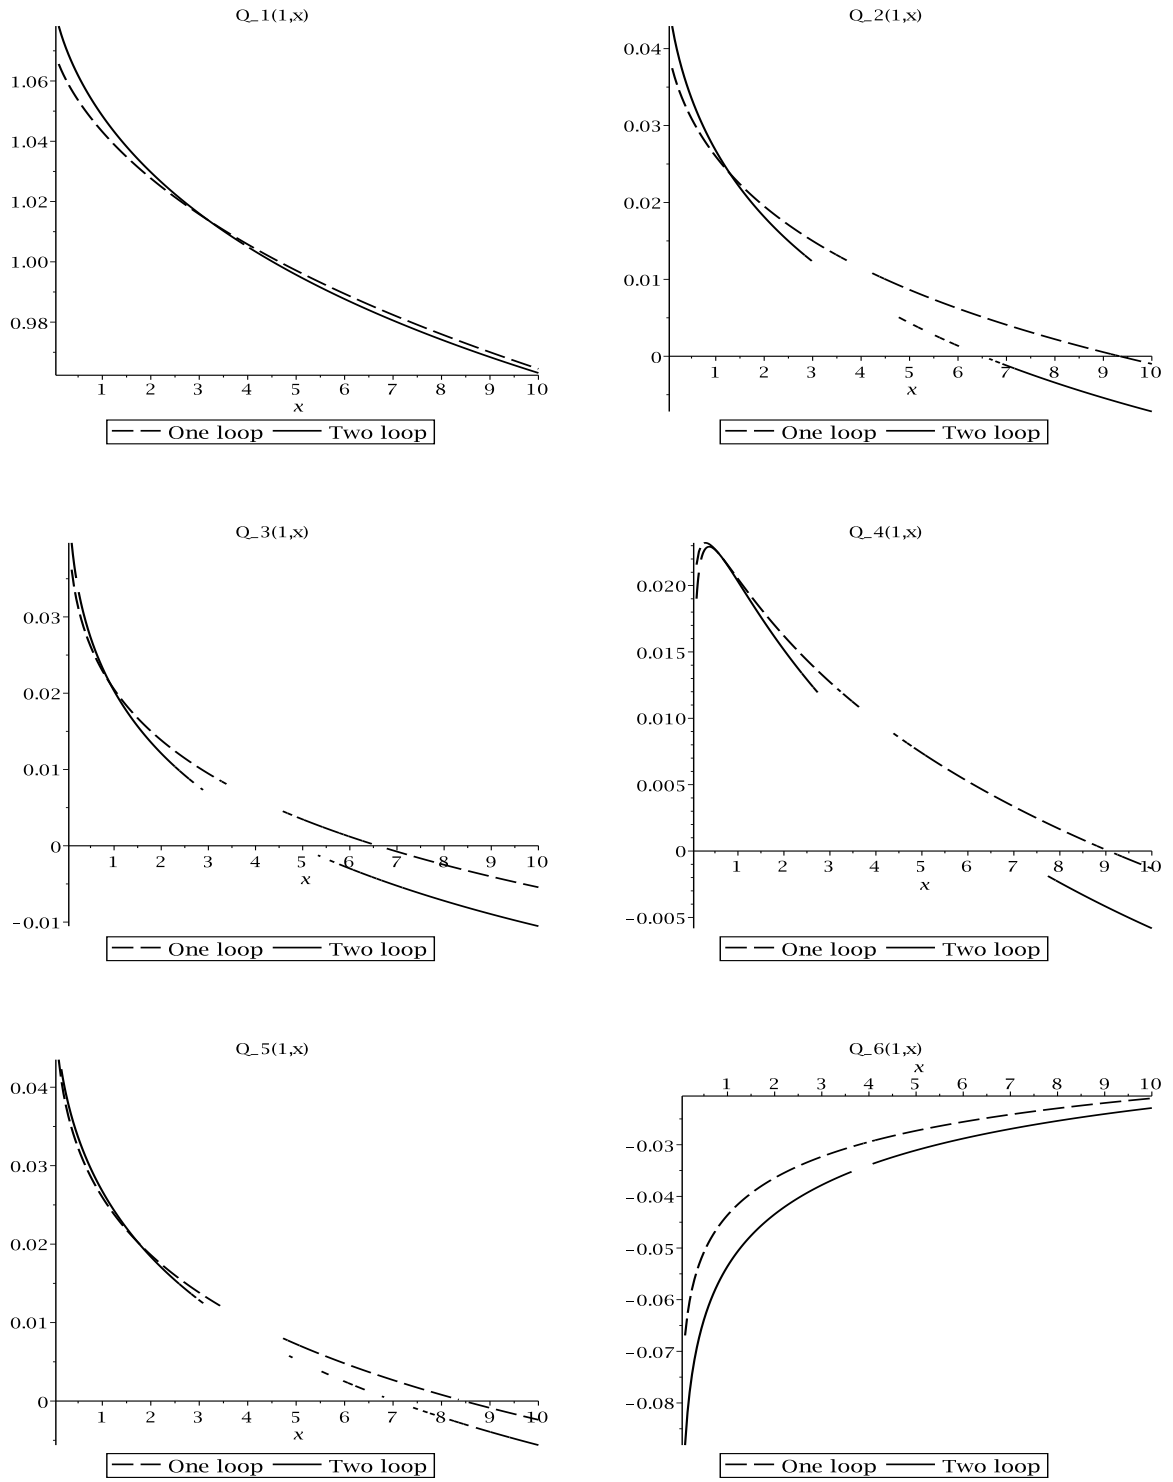 Q_1(1,x)
1.06
1.04
1.02
1.00
0.98
1 2 3 4 5 6 7 8 9 10
x
One loop Two loop
Q_2(1,x)
0.04
0.03
0.02
0.01
0
1 2 3 4 5 6 7 8 9 10
x
One loop Two loop
Q_3(1,x)
0.03
0.02
0.01
0
1 2 3 4 5 6 7 8 9 10
x
−0.01
One loop Two loop
Q_4(1,x)
0.020
0.015
0.010
0.005
0
1 2 3 4 5 6 7 8 9 10
x
−0.005
One loop Two loop
Q_5(1,x)
0.04
0.03
0.02
0.01
0
1 2 3 4 5 6 7 8 9 10
x
One loop Two loop
Q_6(1,x)
x
1 2 3 4 5 6 7 8 9 10
−0.03
−0.04
−0.05
−0.06
−0.07
−0.08
One loop Two loop